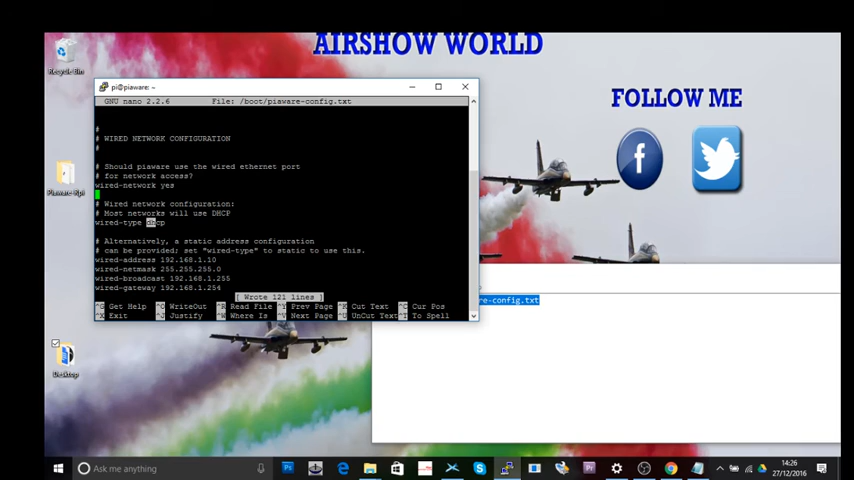 AIRSHOW WORLD
FOLLOW ME
Recycle Bin
Piaware Rpi
Desktop
pi@piaware: ~
GNU nano 2.2.6 File: /boot/piaware-config.txt
#
# WIRED NETWORK CONFIGURATION
#
# Should piaware use the wired ethernet port
# for network access?
wired-network yes
# Wired network configuration:
# Most networks will use DHCP
wired-type dhcp
# Alternatively, a static address configuration
# can be provided; set "wired-type" to static to use this.
wired-address 192.168.1.10
wired-netmask 255.255.255.0
wired-broadcast 192.168.1.255
wired-gateway 192.168.1.254
[ Wrote 121 lines ]
^G Get Help ^O WriteOut ^R Read File ^Y Prev Page ^K Cut Text ^C Cur Pos
^X Exit ^J Justify ^W Where Is ^V Next Page ^U UnCut Text ^T To Spell
re-config.txt
Ask me anything
14:26
27/12/2016